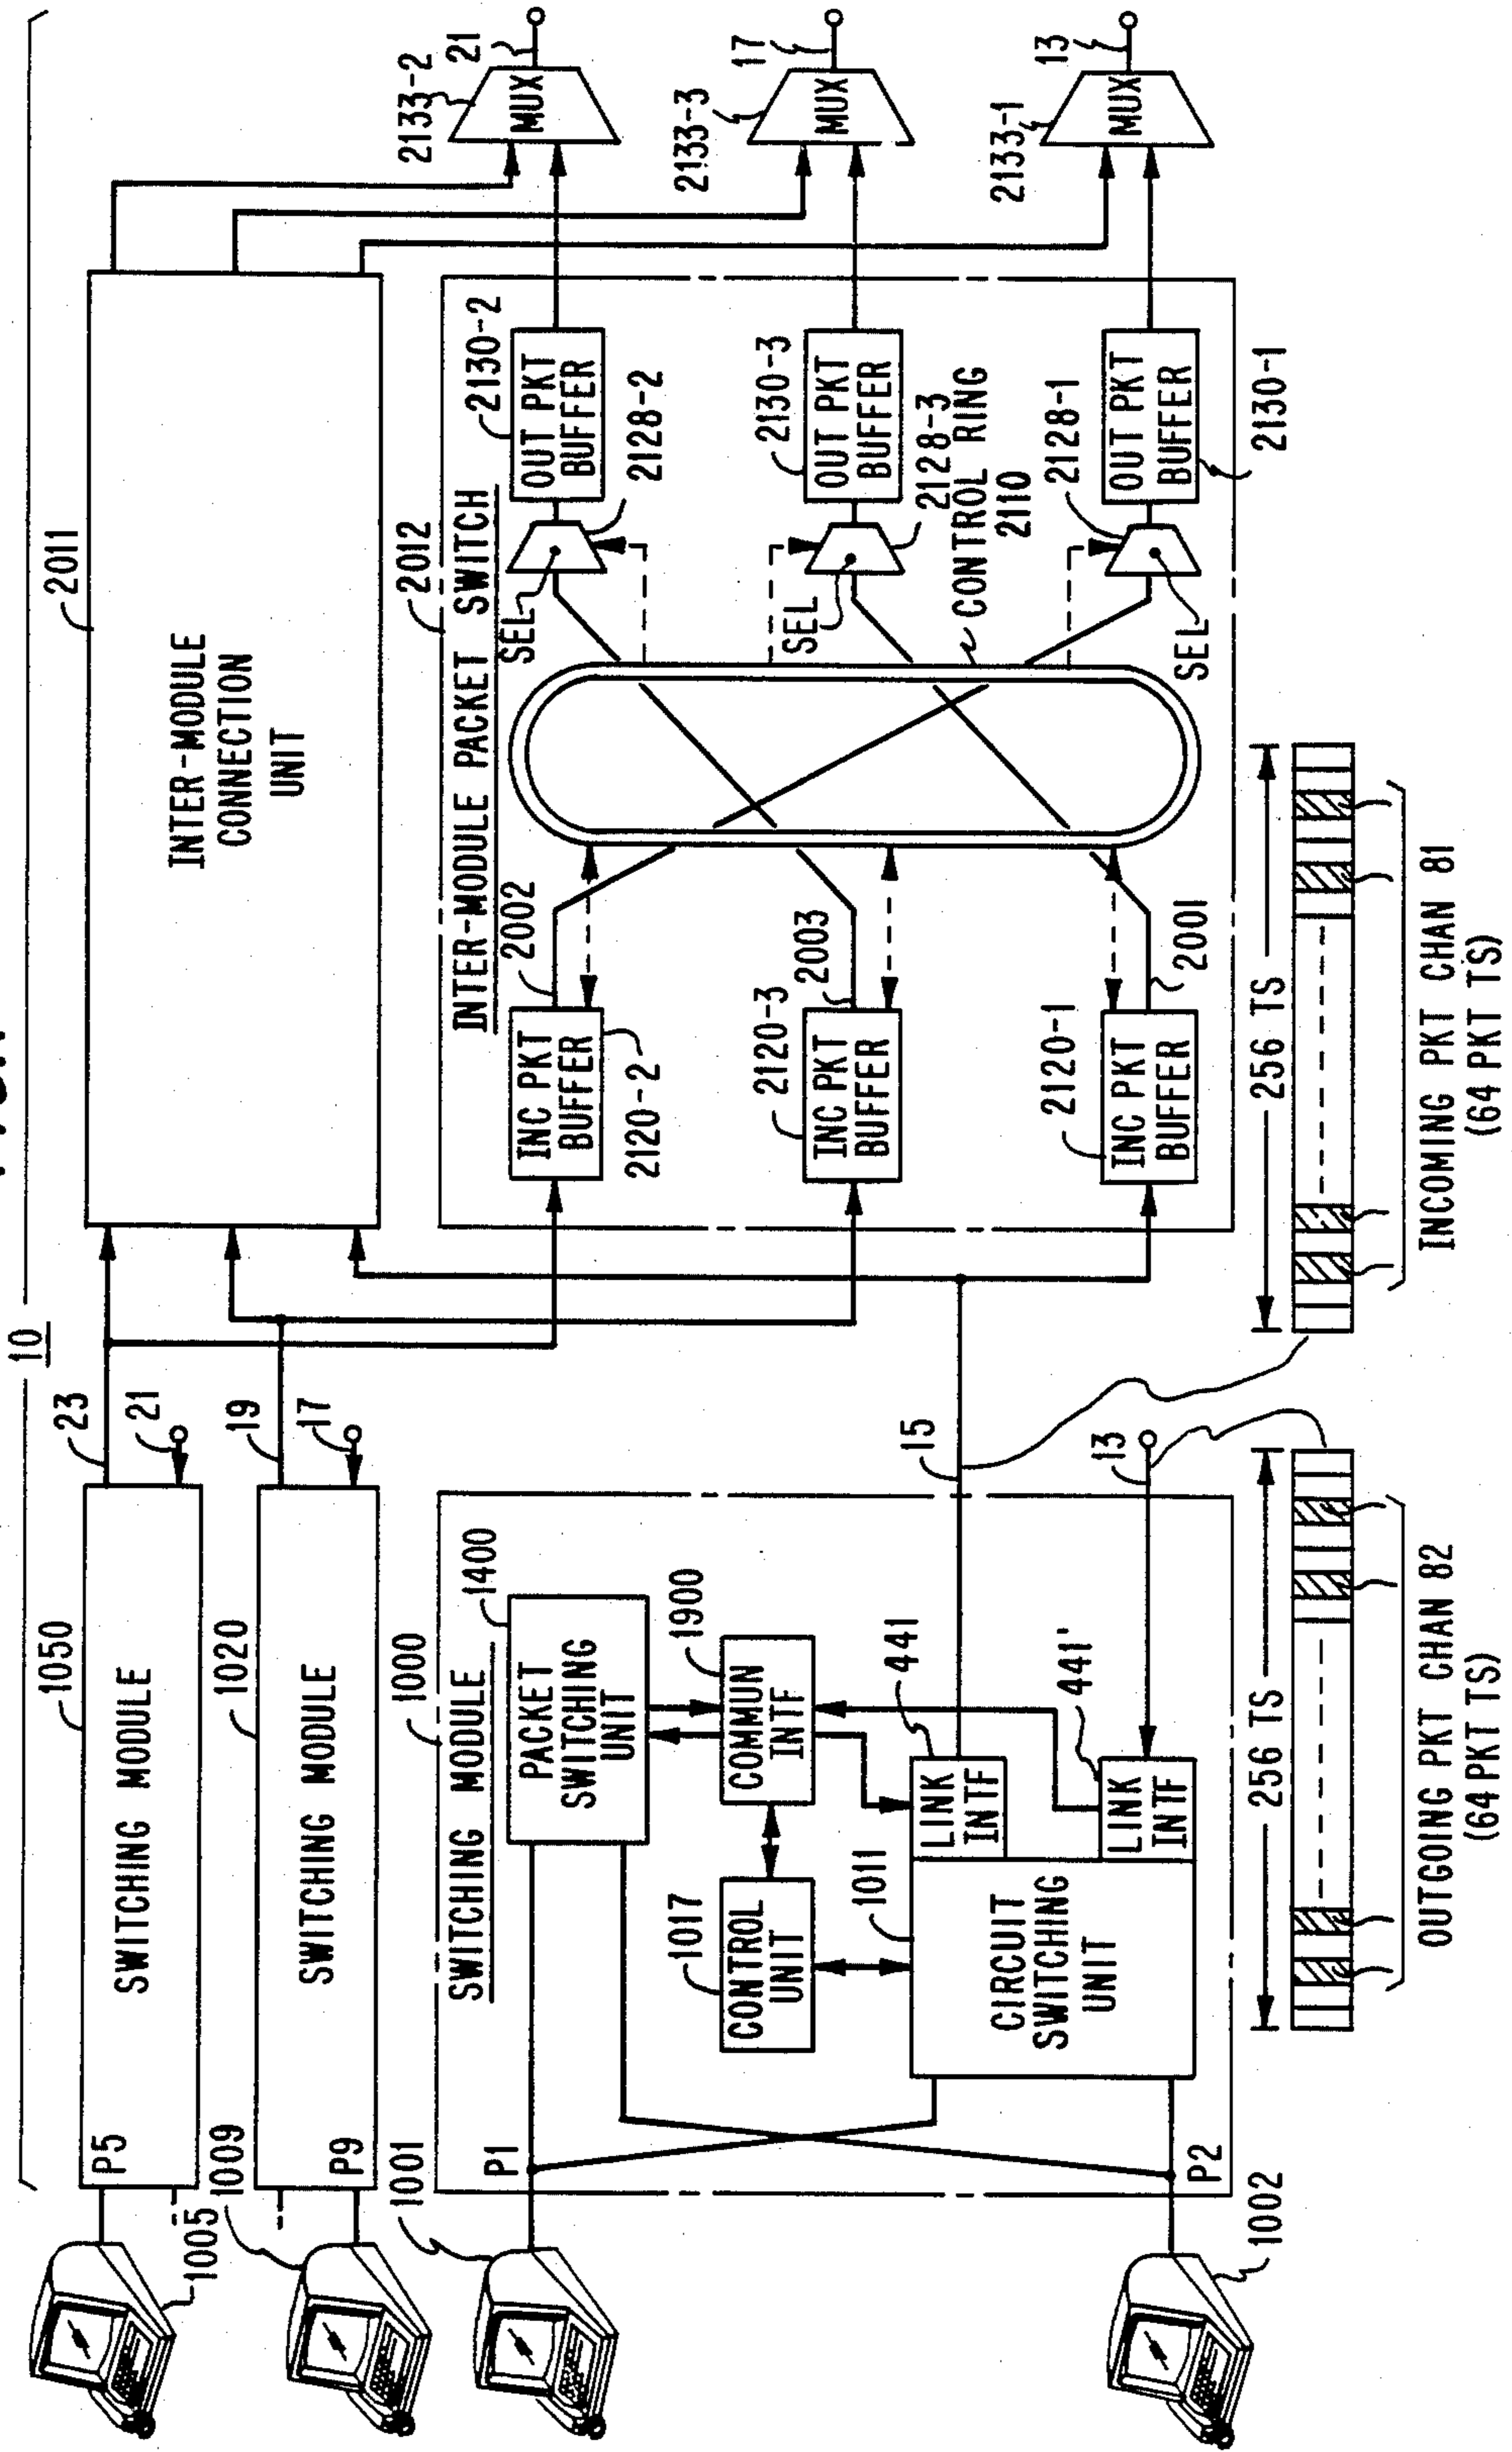 10
2011
INTER-MODULE
CONNECTION
UNIT
23
21
19
17
1050
SWITCHING MODULE
P5
1005
1020
SWITCHING MODULE
P9
1009
1000
SWITCHING MODULE
1400
PACKET
SWITCHING
UNIT
1900
COMMUN
INTF
1017
CONTROL
UNIT
1011
CIRCUIT
SWITCHING
UNIT
441
LINK
INTF
441'
LINK
INTF
15
13
P1
P2
1001
1002
2012
INTER-MODULE PACKET SWITCH
INC PKT
BUFFER
2120-2
2002
INC PKT
BUFFER
2120-3
2003
INC PKT
BUFFER
2120-1
2001
CONTROL RING
2110
SEL
2128-2
OUT PKT
BUFFER
2130-2
SEL
2128-3
OUT PKT
BUFFER
2130-3
SEL
2128-1
OUT PKT
BUFFER
2130-1
2133-2
MUX
21
2133-3
MUX
17
2133-1
MUX
13
256 TS
OUTGOING PKT CHAN 82
(64 PKT TS)
256 TS
INCOMING PKT CHAN 81
(64 PKT TS)